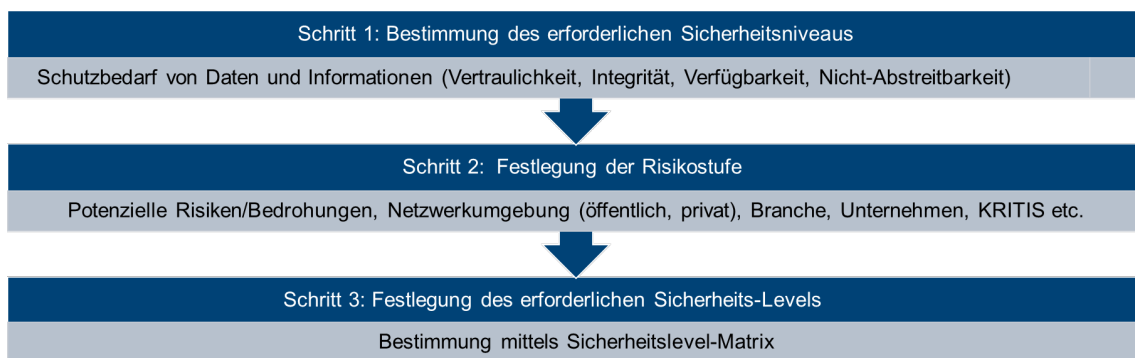 Schritt 1: Bestimmung des erforderlichen Sicherheitsniveaus
Schutzbedarf von Daten und Informationen (Vertraulichkeit, Integrität, Verfügbarkeit, Nicht-Abstreitbarkeit)
Schritt 2: Festlegung der Risikostufe
Potenzielle Risiken/Bedrohungen, Netzwerkumgebung (öffentlich, privat), Branche, Unternehmen, KRITIS etc.
Schritt 3: Festlegung des erforderlichen Sicherheits-Levels
Bestimmung mittels Sicherheitslevel-Matrix